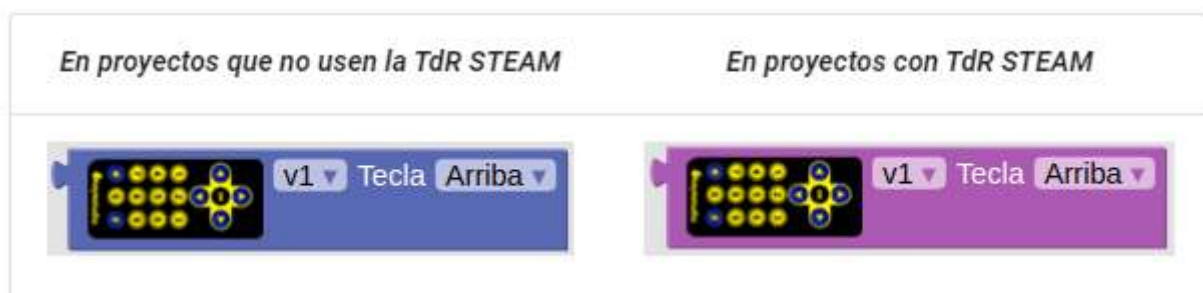 En proyectos que no usen la TdR STEAM
En proyectos con TdR STEAM
v1 Tecla Arriba
v1 Tecla Arriba